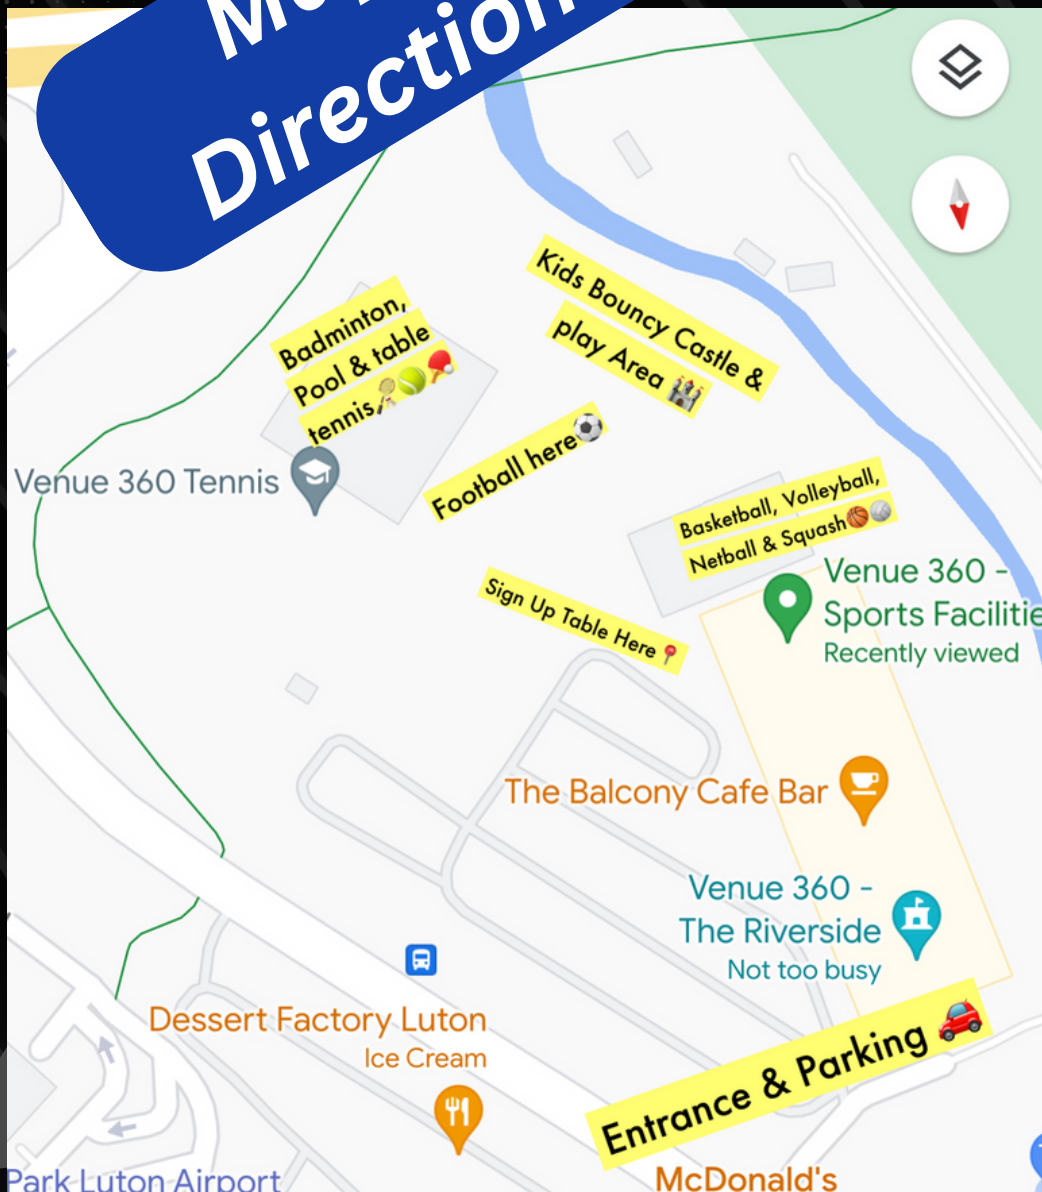 Direction
Kids Bouncy Castle &
play Area 🏰
Badminton,
Pool & table
tennis🏸🎾🏓
Football here⚽
Venue 360 Tennis
Basketball, Volleyball,
Netball & Squash🏀🏐
Venue 360 -
Sports Facilitie
Recently viewed
Sign Up Table Here📍
The Balcony Cafe Bar
Venue 360 -
The Riverside
Not too busy
Dessert Factory Luton
Ice Cream
Entrance & Parking 🚗
McDonald's
Park Luton Airport